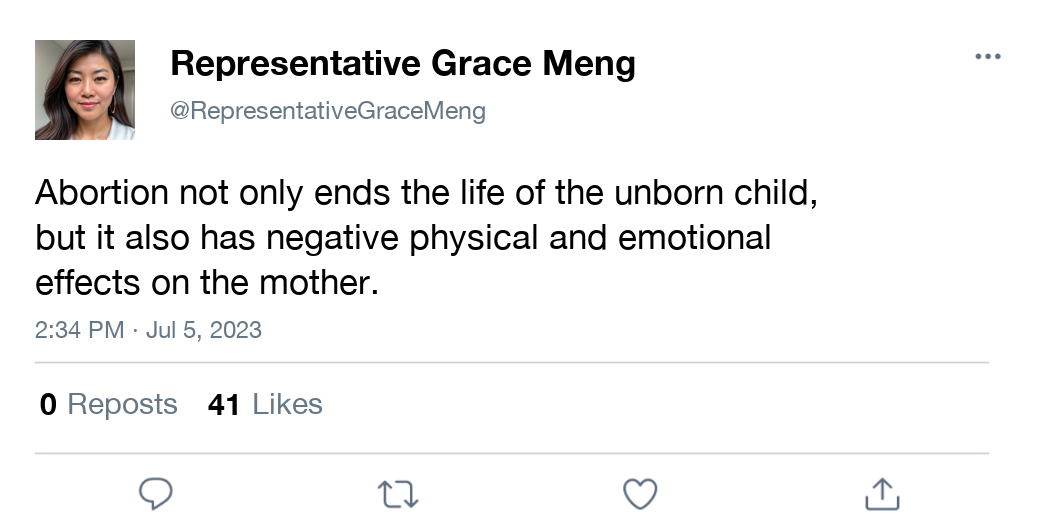 Representative Grace Meng
@RepresentativeGraceMeng
Abortion not only ends the life of the unborn child,
but it also has negative physical and emotional
effects on the mother.
2:34 PM · Jul 5, 2023
0 Reposts 41 Likes